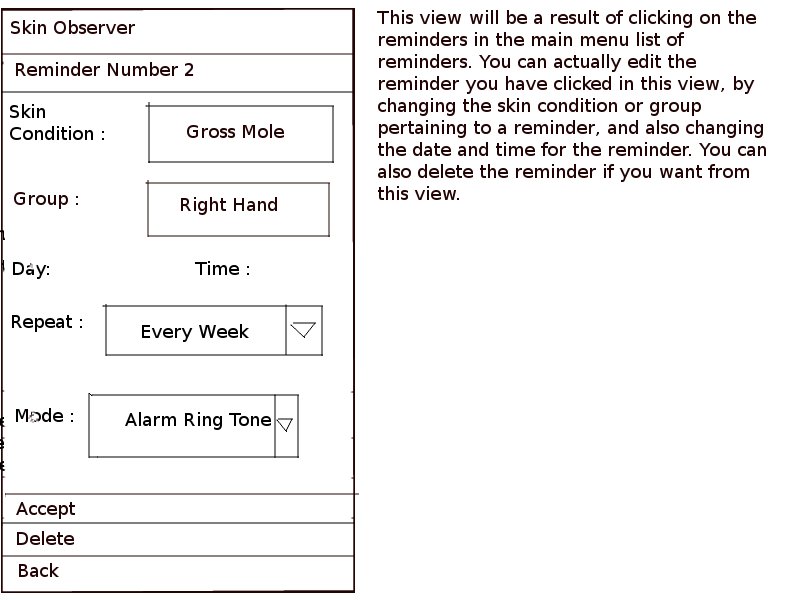 Skin Observer
Reminder Number 2
Skin
Condition :
Gross Mole
Group :
Right Hand
Day:
Time :
Repeat :
Every Week
Mode :
Alarm Ring Tone
Accept
Delete
Back
This view will be a result of clicking on the
reminders in the main menu list of
reminders. You can actually edit the
reminder you have clicked in this view, by
changing the skin condition or group
pertaining to a reminder, and also changing
the date and time for the reminder. You can
also delete the reminder if you want from
this view.